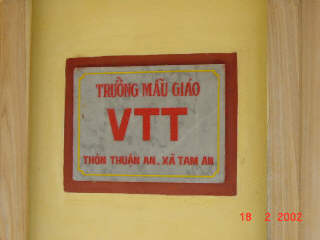 TRƯỜNG MẪU GIÁO
VTT
THÔN THUẬN AN. XÃ TAM AN
18 2 2002